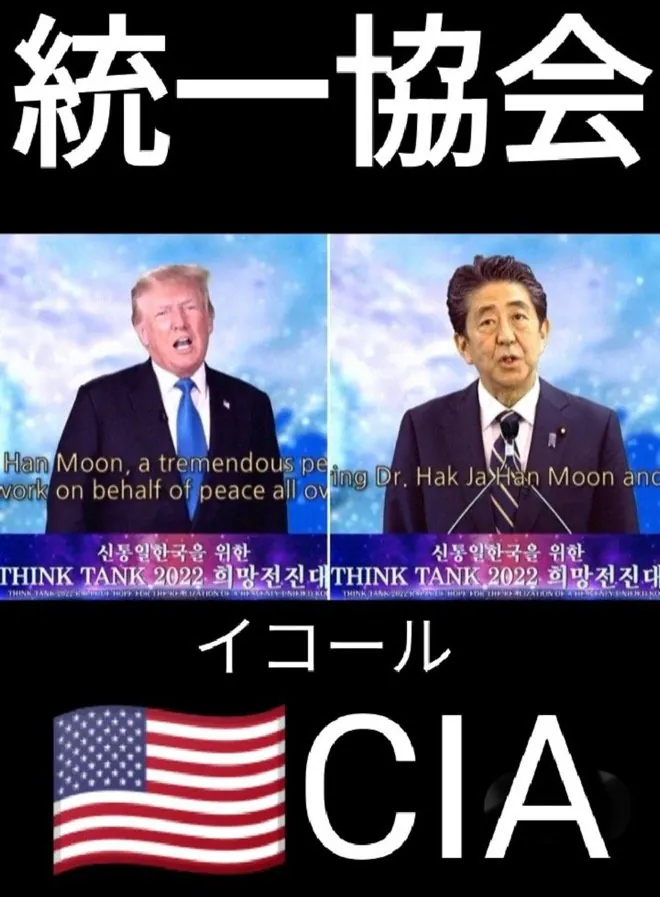 統一協会
Han Moon, a tremendous pe
work on behalf of peace all ov
신통일한국을 위한
THINK TANK 2022 희망전진대
ing Dr. Hak Ja Han Moon and
신통일한국을 위한
THINK TANK 2022 희망전진대
イコール
CIA